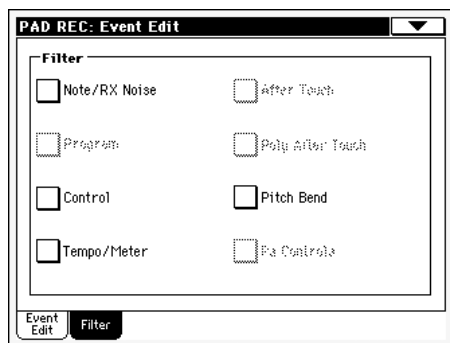 PAD REC: Event Edit
Filter
Note/RX Noise
After Touch
Program
Poly After Touch
Control
Pitch Bend
Tempo/Meter
Pa Controls
Event
Edit
Filter